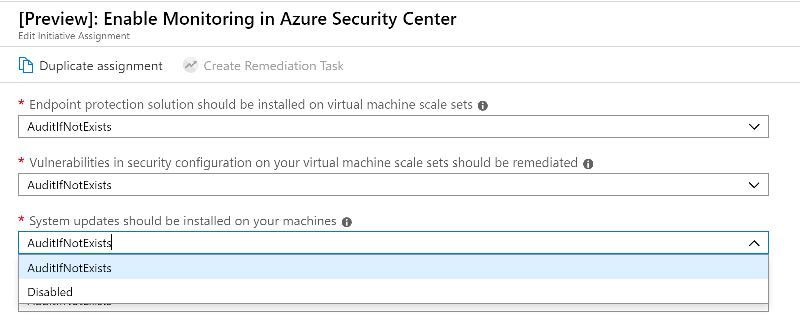 [Preview]: Enable Monitoring in Azure Security Center
Edit Initiative Assignment
Duplicate assignment Create Remediation Task
* Endpoint protection solution should be installed on virtual machine scale sets
AuditIfNotExists
* Vulnerabilities in security configuration on your virtual machine scale sets should be remediated
AuditIfNotExists
* System updates should be installed on your machines
AuditIfNotExists
AuditIfNotExists
Disabled